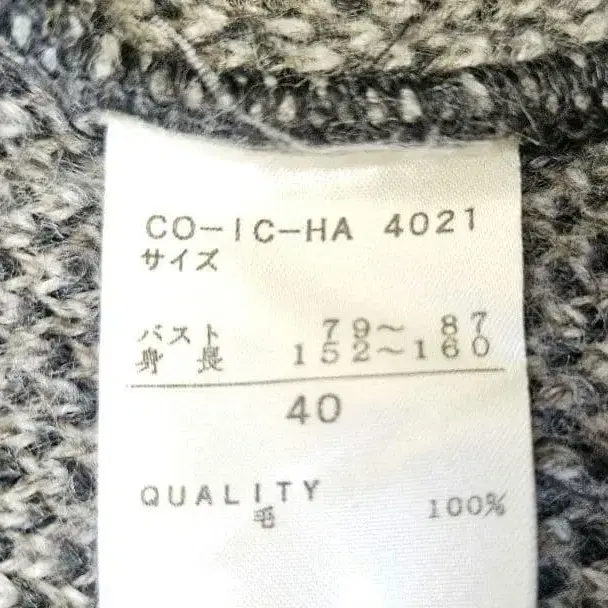 CO-IC-HA 4021
サイズ
バスト 79〜 87
身長 152〜160
40
QUALITY
毛 100%